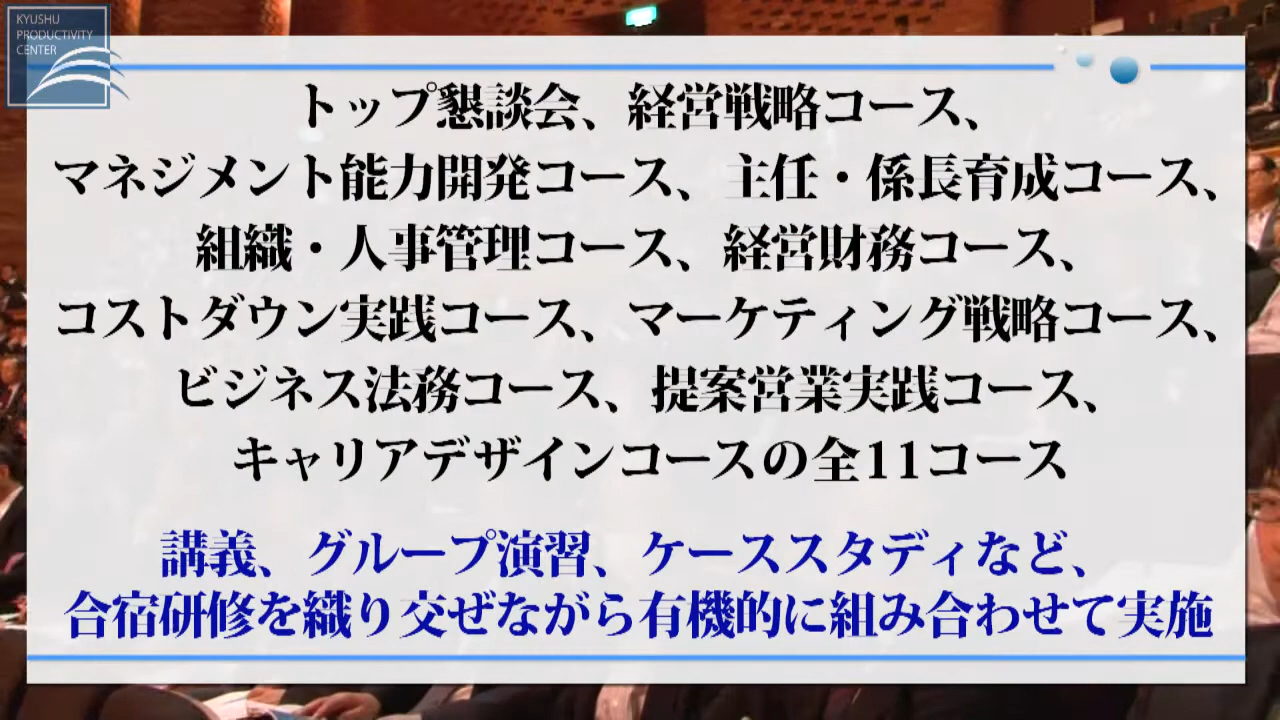 KYUSHU
PRODUCTIVITY
CENTER
トップ懇談会、経営戦略コース、
マネジメント能力開発コース、主任・係長育成コース、
組織・人事管理コース、経営財務コース、
コストダウン実践コース、マーケティング戦略コース、
ビジネス法務コース、提案営業実践コース、
キャリアデザインコースの全11コース
講義、グループ演習、ケーススタディなど、
合宿研修を織り交ぜながら有機的に組み合わせて実施